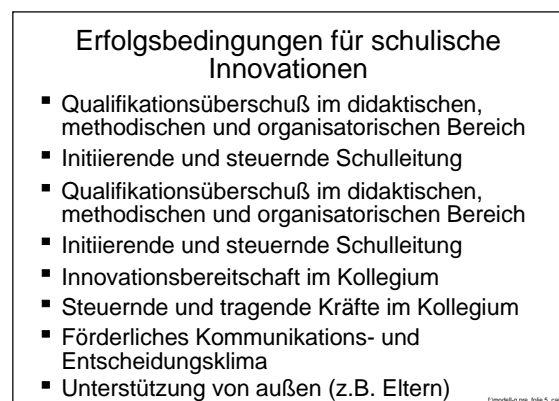 Erfolgsbedingungen für schulische
Innovationen
▪ Qualifikationsüberschuß im didaktischen,
methodischen und organisatorischen Bereich
▪ Initiierende und steuernde Schulleitung
▪ Qualifikationsüberschuß im didaktischen,
methodischen und organisatorischen Bereich
▪ Initiierende und steuernde Schulleitung
▪ Innovationsbereitschaft im Kollegium
▪ Steuernde und tragende Kräfte im Kollegium
▪ Förderliches Kommunikations- und
Entscheidungsklima
▪ Unterstützung von außen (z.B. Eltern)